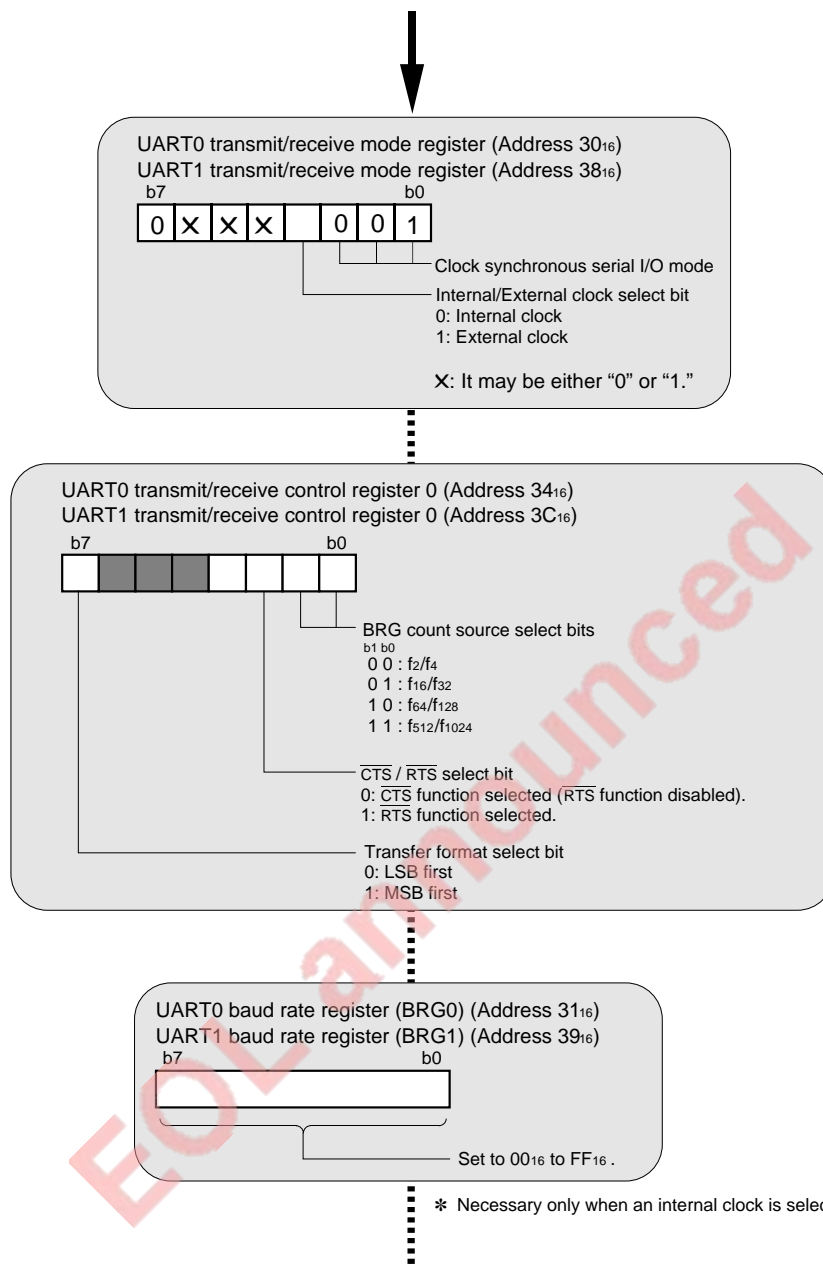 UART0 transmit/receive mode register (Address 30₁₆)
UART1 transmit/receive mode register (Address 38₁₆)
b7 b0
0 ✕ ✕ ✕ 0 0 1
Clock synchronous serial I/O mode
Internal/External clock select bit
0: Internal clock
1: External clock
✕: It may be either “0” or “1.”
UART0 transmit/receive control register 0 (Address 34₁₆)
UART1 transmit/receive control register 0 (Address 3C₁₆)
b7 b0
BRG count source select bits
b1 b0
0 0 : f₂/f₄
0 1 : f₁₆/f₃₂
1 0 : f₆₄/f₁₂₈
1 1 : f₅₁₂/f₁₀₂₄
C̅T̅S̅ / R̅T̅S̅ select bit
0: C̅T̅S̅ function selected (R̅T̅S̅ function disabled).
1: R̅T̅S̅ function selected.
Transfer format select bit
0: LSB first
1: MSB first
UART0 baud rate register (BRG0) (Address 31₁₆)
UART1 baud rate register (BRG1) (Address 39₁₆)
b7 b0
Set to 00₁₆ to FF₁₆ .
✻ Necessary only when an internal clock is
EOL announced